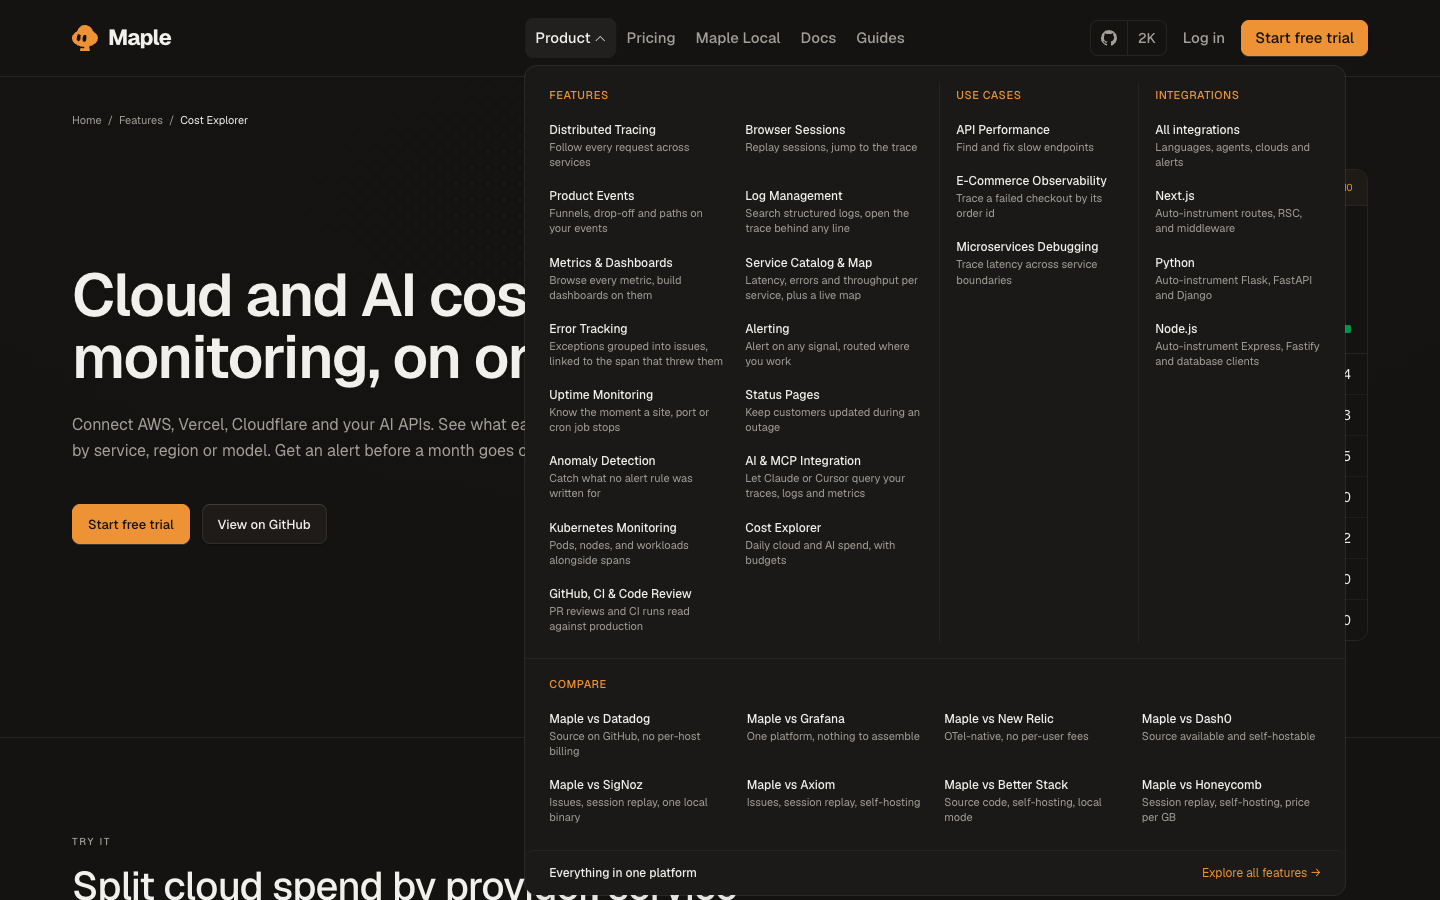 Maple
Product
Pricing
Maple Local
Docs
Guides
2K
Log in
Start free trial
Home / Features / Cost Explorer
Cloud and AI cos
monitoring, on or
Connect AWS, Vercel, Cloudflare and your AI APIs. See what ea
by service, region or model. Get an alert before a month goes
Start free trial
View on GitHub
FEATURES
Distributed Tracing
Follow every request across
services
Browser Sessions
Replay sessions, jump to the trace
Product Events
Funnels, drop-off and paths on
your events
Log Management
Search structured logs, open the
trace behind any line
Metrics & Dashboards
Browse every metric, build
dashboards on them
Service Catalog & Map
Latency, errors and throughput per
service, plus a live map
Error Tracking
Exceptions grouped into issues,
linked to the span that threw them
Alerting
Alert on any signal, routed where
you work
Uptime Monitoring
Know the moment a site, port or
cron job stops
Status Pages
Keep customers updated during an
outage
Anomaly Detection
Catch what no alert rule was
written for
AI & MCP Integration
Let Claude or Cursor query your
traces, logs and metrics
Kubernetes Monitoring
Pods, nodes, and workloads
alongside spans
Cost Explorer
Daily cloud and AI spend, with
budgets
GitHub, CI & Code Review
PR reviews and CI runs read
against production
USE CASES
API Performance
Find and fix slow endpoints
E-Commerce Observability
Trace a failed checkout by its
order id
Microservices Debugging
Trace latency across service
boundaries
INTEGRATIONS
All integrations
Languages, agents, clouds and
alerts
Next.js
Auto-instrument routes, RSC,
and middleware
Python
Auto-instrument Flask, FastAPI
and Django
Node.js
Auto-instrument Express, Fastify
and database clients
4
3
5
0
2
0
0
COMPARE
Maple vs Datadog
Source on GitHub, no per-host
billing
Maple vs Grafana
One platform, nothing to assemble
Maple vs New Relic
OTel-native, no per-user fees
Maple vs Dash0
Source available and self-hostable
Maple vs SigNoz
Issues, session replay, one local
binary
Maple vs Axiom
Issues, session replay, self-hosting
Maple vs Better Stack
Source code, self-hosting, local
mode
Maple vs Honeycomb
Session replay, self-hosting, price
per GB
Everything in one platform
Explore all features →
TRY IT
Split cloud spend by provider, service